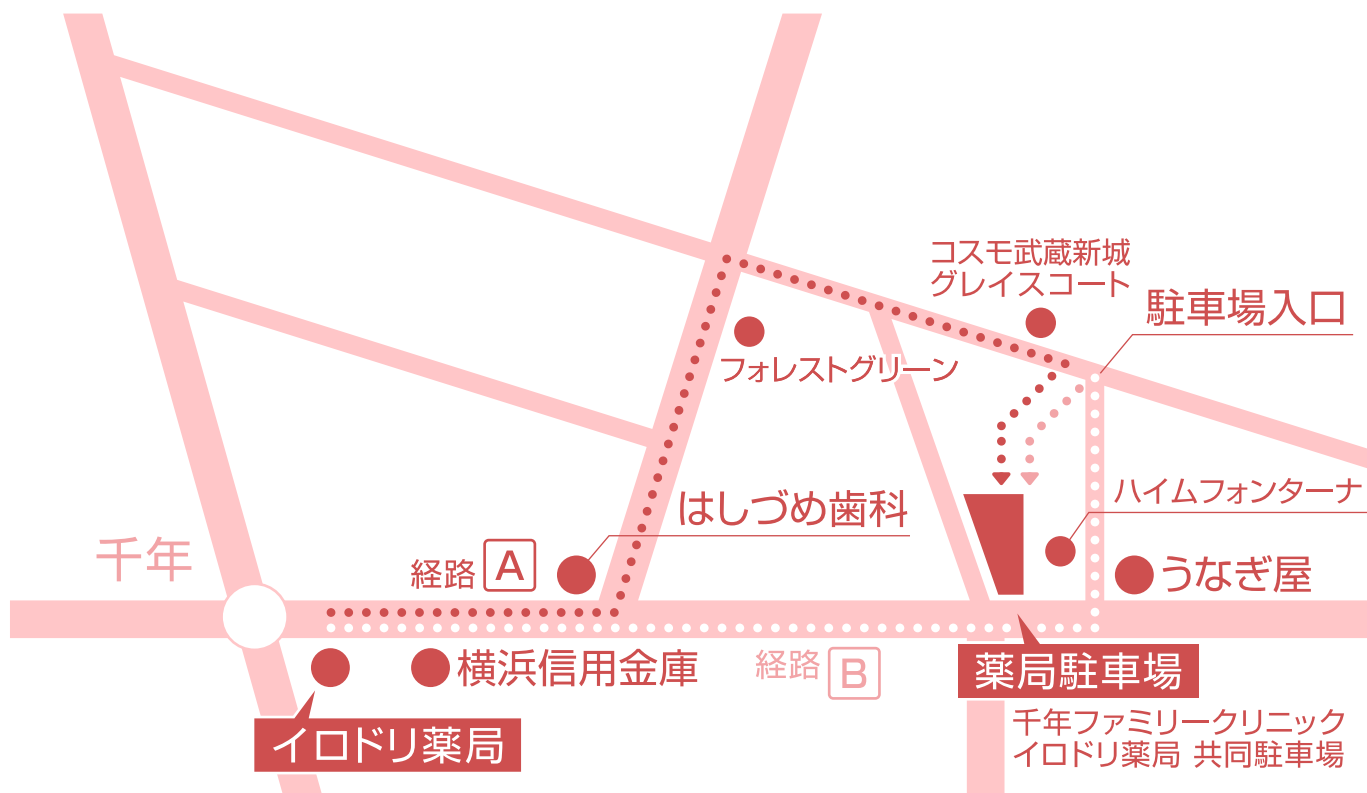 コスモ武蔵新城
グレイスコート
駐車場入口
フォレストグリーン
はしづめ歯科
ハイムフォンターナ
千年
経路 A
うなぎ屋
横浜信用金庫
経路 B
薬局駐車場
イロドリ薬局
千年ファミリークリニック
イロドリ薬局 共同駐車場